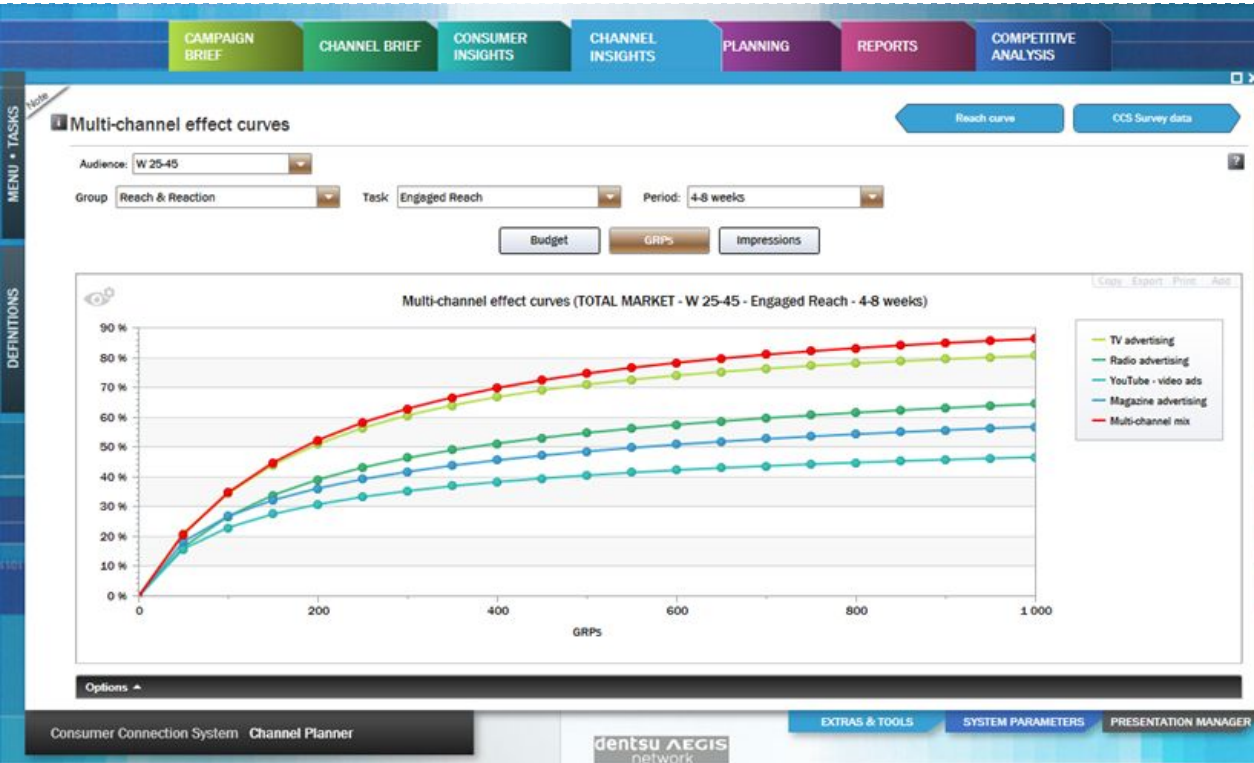 CAMPAIGN BRIEF
CHANNEL BRIEF
CONSUMER INSIGHTS
CHANNEL INSIGHTS
PLANNING
REPORTS
COMPETITIVE ANALYSIS
MENU • TASKS
DEFINITIONS
Note
i Multi-channel effect curves
Reach curve
CCS Survey data
Audience: W 25-45
?
Group Reach & Reaction Task Engaged Reach Period: 4-8 weeks
Budget GRPs Impressions
Copy Export Print Add
Multi-channel effect curves (TOTAL MARKET - W 25-45 - Engaged Reach - 4-8 weeks)
90 %
80 %
70 %
60 %
50 %
40 %
30 %
20 %
10 %
0 %
0 200 400 600 800 1 000
GRPs
TV advertising
Radio advertising
YouTube - video ads
Magazine advertising
Multi-channel mix
Options
Consumer Connection System Channel Planner
EXTRAS & TOOLS
SYSTEM PARAMETERS
PRESENTATION MANAGER
dentsu AEGIS
network